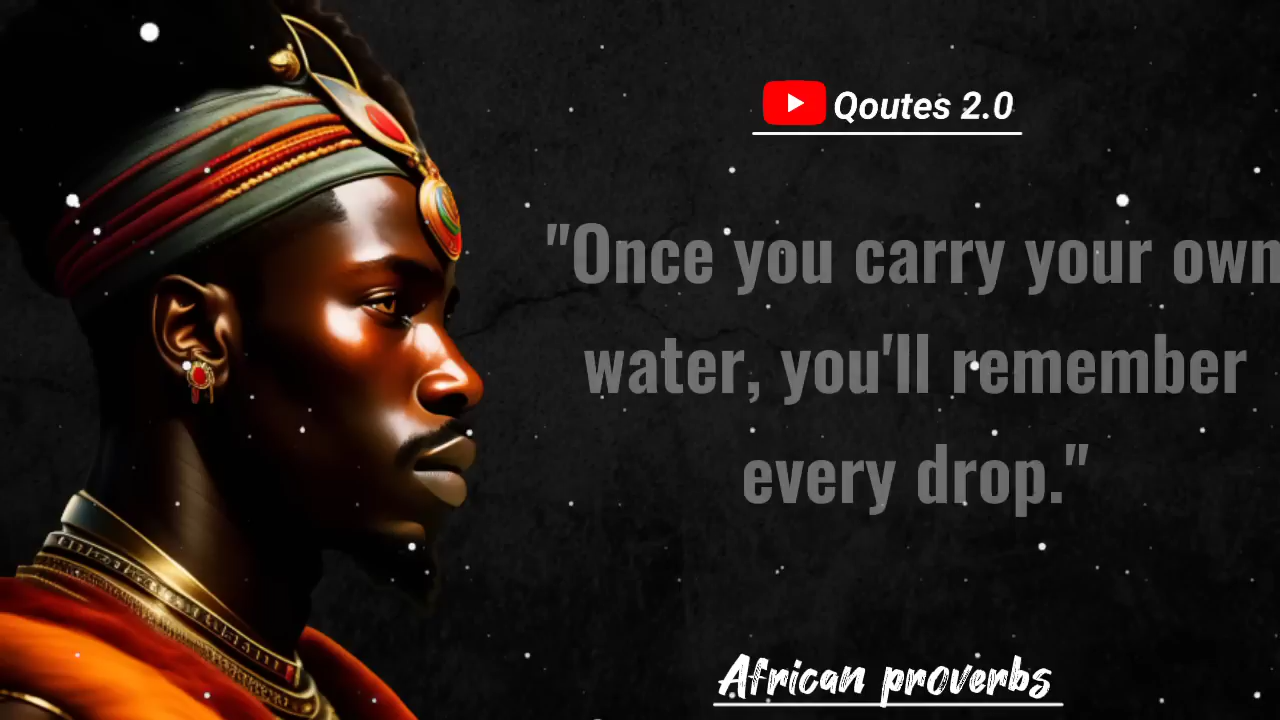 Qoutes 2.0
"Once you carry your own
water, you'll remember
every drop."
African proverbs